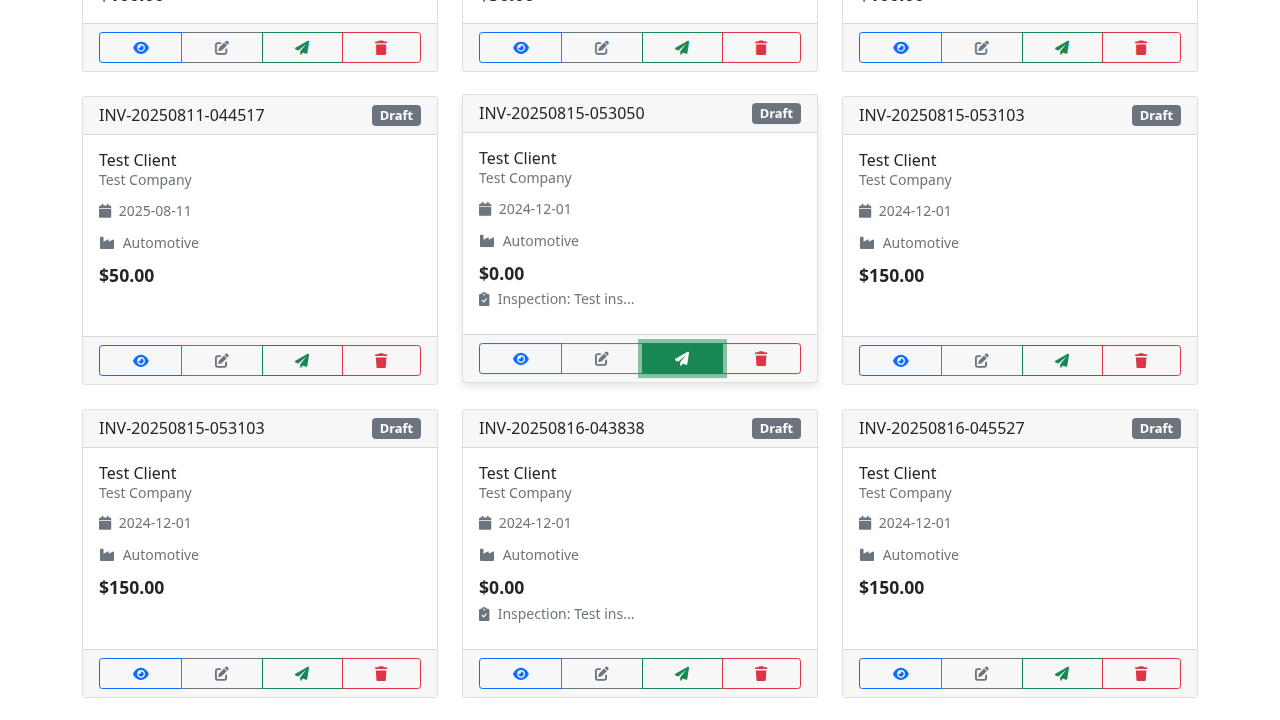 INV-20250811-044517 Draft
Test Client
Test Company
2025-08-11
Automotive
$50.00
INV-20250815-053050 Draft
Test Client
Test Company
2024-12-01
Automotive
$0.00
Inspection: Test ins...
INV-20250815-053103 Draft
Test Client
Test Company
2024-12-01
Automotive
$150.00
INV-20250815-053103 Draft
Test Client
Test Company
2024-12-01
Automotive
$150.00
INV-20250816-043838 Draft
Test Client
Test Company
2024-12-01
Automotive
$0.00
Inspection: Test ins...
INV-20250816-045527 Draft
Test Client
Test Company
2024-12-01
Automotive
$150.00